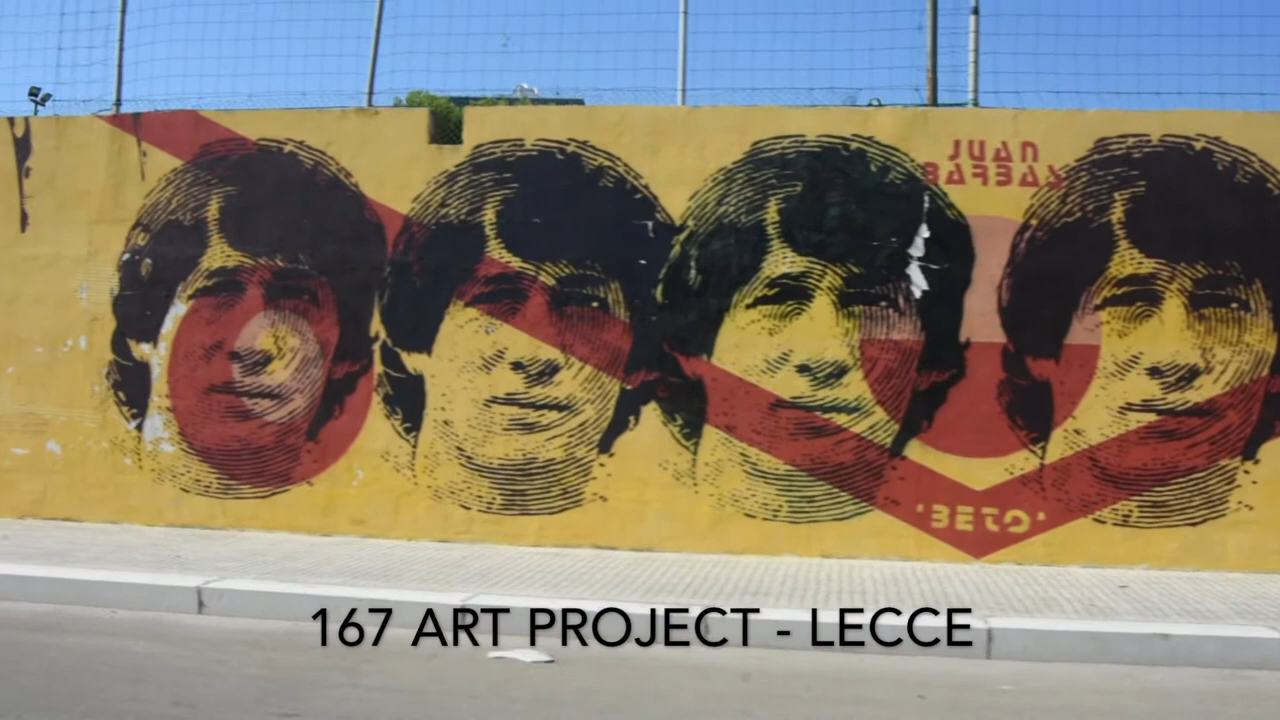 JUAN
BARBAS
'BETO'
167 ART PROJECT - LECCE